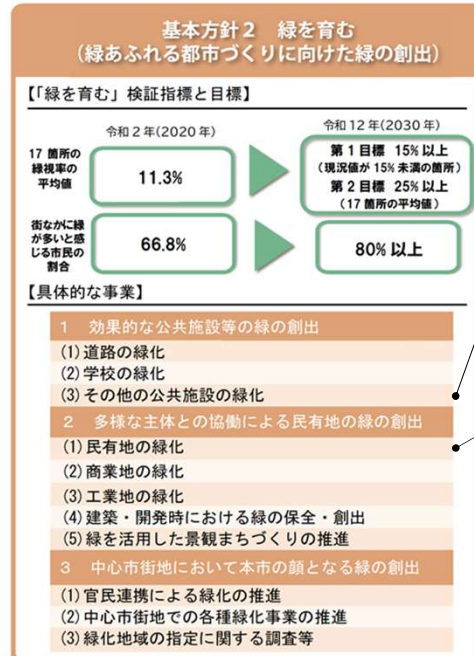 基本方針2 緑を育む
(緑あふれる都市づくりに向けた緑の創出)
【「緑を育む」検証指標と目標】
令和2年(2020年)
令和12年(2030年)
17箇所の
緑視率の
平均値
11.3%
第1目標 15%以上
(現況値が15%未満の箇所)
第2目標 25%以上
(17箇所の平均値)
街なかに緑
が多いと感
じる市民の
割合
66.8%
80%以上
【具体的な事業】
1 効果的な公共施設等の緑の創出
(1)道路の緑化
(2)学校の緑化
(3)その他の公共施設の緑化
2 多様な主体との協働による民有地の緑の創出
(1)民有地の緑化
(2)商業地の緑化
(3)工業地の緑化
(4)建築・開発時における緑の保全・創出
(5)緑を活用した景観まちづくりの推進
3 中心市街地において本市の顔となる緑の創出
(1)官民連携による緑化の推進
(2)中心市街地での各種緑化事業の推進
(3)緑化地域の指定に関する調査等